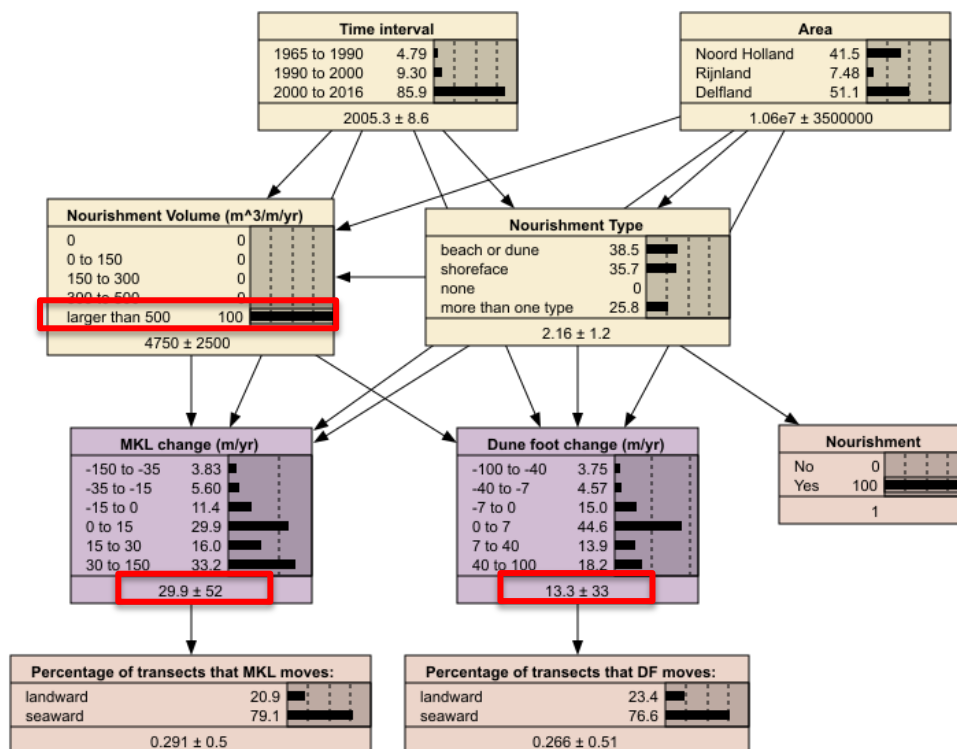 Time interval
1965 to 1990 4.79
1990 to 2000 9.30
2000 to 2016 85.9
2005.3 ± 8.6
Area
Noord Holland 41.5
Rijnland 7.48
Delfland 51.1
1.06e7 ± 3500000
Nourishment Volume (m^3/m/yr)
0 0
0 to 150 0
150 to 300 0
300 to 500 0
larger than 500 100
4750 ± 2500
Nourishment Type
beach or dune 38.5
shoreface 35.7
none 0
more than one type 25.8
2.16 ± 1.2
MKL change (m/yr)
-150 to -35 3.83
-35 to -15 5.60
-15 to 0 11.4
0 to 15 29.9
15 to 30 16.0
30 to 150 33.2
29.9 ± 52
Dune foot change (m/yr)
-100 to -40 3.75
-40 to -7 4.57
-7 to 0 15.0
0 to 7 44.6
7 to 40 13.9
40 to 100 18.2
13.3 ± 33
Nourishment
No 0
Yes 100
1
Percentage of transects that MKL moves:
landward 20.9
seaward 79.1
0.291 ± 0.5
Percentage of transects that DF moves:
landward 23.4
seaward 76.6
0.266 ± 0.51